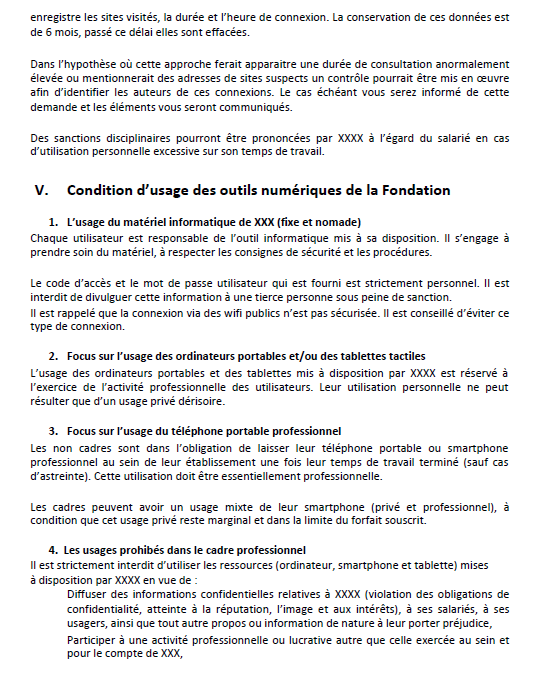 enregistre les sites visités, la durée et l’heure de connexion. La conservation de ces données est
de 6 mois, passé ce délai elles sont effacées.
Dans l’hypothèse où cette approche ferait apparaitre une durée de consultation anormalement
élevée ou mentionnerait des adresses de sites suspects un contrôle pourrait être mis en œuvre
afin d’identifier les auteurs de ces connexions. Le cas échéant vous serez informé de cette
demande et les éléments vous seront communiqués.
Des sanctions disciplinaires pourront être prononcées par XXXX à l’égard du salarié en cas
d’utilisation personnelle excessive sur son temps de travail.
V. Condition d’usage des outils numériques de la Fondation
1. L’usage du matériel informatique de XXX (fixe et nomade)
Chaque utilisateur est responsable de l’outil informatique mis à sa disposition. Il s’engage à
prendre soin du matériel, à respecter les consignes de sécurité et les procédures.
Le code d’accès et le mot de passe utilisateur qui est fourni est strictement personnel. Il est
interdit de divulguer cette information à une tierce personne sous peine de sanction.
Il est rappelé que la connexion via des wifi publics n’est pas sécurisée. Il est conseillé d’éviter ce
type de connexion.
2. Focus sur l’usage des ordinateurs portables et/ou des tablettes tactiles
L’usage des ordinateurs portables et des tablettes mis à disposition par XXXX est réservé à
l’exercice de l’activité professionnelle des utilisateurs. Leur utilisation personnelle ne peut
résulter que d’un usage privé dérisoire.
3. Focus sur l’usage du téléphone portable professionnel
Les non cadres sont dans l’obligation de laisser leur téléphone portable ou smartphone
professionnel au sein de leur établissement une fois leur temps de travail terminé (sauf cas
d’astreinte). Cette utilisation doit être essentiellement professionnelle.
Les cadres peuvent avoir un usage mixte de leur smartphone (privé et professionnel), à
condition que cet usage privé reste marginal et dans la limite du forfait souscrit.
4. Les usages prohibés dans le cadre professionnel
Il est strictement interdit d’utiliser les ressources (ordinateur, smartphone et tablette) mises
à disposition par XXXX en vue de :
Diffuser des informations confidentielles relatives à XXXX (violation des obligations de
confidentialité, atteinte à la réputation, l’image et aux intérêts), à ses salariés, à ses
usagers, ainsi que tout autre propos ou information de nature à leur porter préjudice,
Participer à une activité professionnelle ou lucrative autre que celle exercée au sein et
pour le compte de XXX,